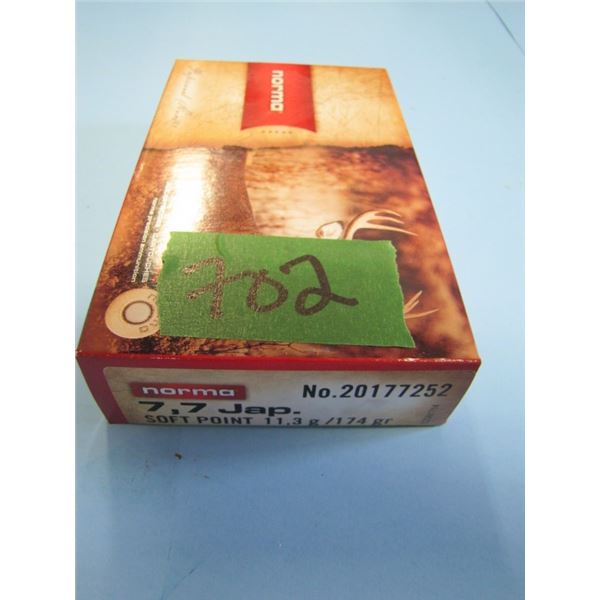 norma
702
norma
No.20177252
7,7 Jap.
SOFT POINT 11,3 g /174 gr